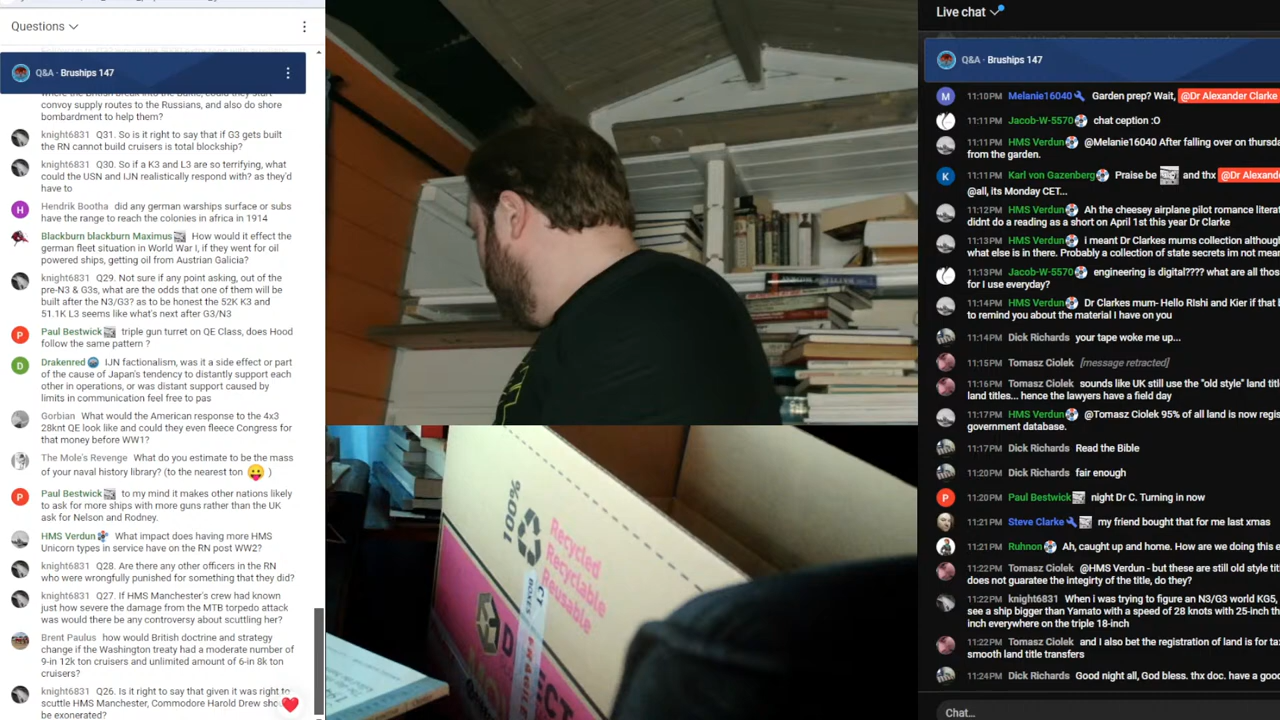 Questions
Q&A · Bruships 147
where the British break into the Baltic, could they start
convoy supply routes to the Russians, and also do shore
bombardment to help them?
knight6831 Q31. So is it right to say that if G3 gets built
the RN cannot build cruisers is total blockship?
knight6831 Q30. So if a K3 and L3 are so terrifying, what
could the USN and IJN realistically respond with? as they'd
have to
H
Hendrik Bootha did any german warships surface or subs
have the range to reach the colonies in africa in 1914
Blackburn blackburn Maximus How would it effect the
german fleet situation in World War I, if they went for oil
powered ships, getting oil from Austrian Galicia?
knight6831 Q29. Not sure if any point asking, out of the
pre-N3 & G3s, what are the odds that one of them will be
built after the N3/G3? as to be honest the 52K K3 and
51.1K L3 seems like what's next after G3/N3
P
Paul Bestwick triple gun turret on QE Class, does Hood
follow the same pattern ?
D
Drakenred IJN factionalism, was it a side effect or part
of the cause of Japan's tendency to distantly support each
other in operations, or was distant support caused by
limits in communication feel free to pas
Gorbian What would the American response to the 4x3
28knt QE look like and could they even fleece Congress for
that money before WW1?
The Mole's Revenge What do you estimate to be the mass
of your naval history library? (to the nearest ton 😛 )
P
Paul Bestwick to my mind it makes other nations likely
to ask for more ships with more guns rather than the UK
ask for Nelson and Rodney.
HMS Verdun What impact does having more HMS
Unicorn types in service have on the RN post WW2?
knight6831 Q28. Are there any other officers in the RN
who were wrongfully punished for something that they did?
knight6831 Q27. If HMS Manchester's crew had known
just how severe the damage from the MTB torpedo attack
was would there be any controversy about scuttling her?
Brent Paulus how would British doctrine and strategy
change if the Washington treaty had a moderate number of
9-in 12k ton cruisers and unlimited amount of 6-in 8k ton
cruisers?
knight6831 Q26. Is it right to say that given it was right to
scuttle HMS Manchester, Commodore Harold Drew sho
be exonerated?
100%
Recycled
Recyclable
Reusable
CT
BOXES
FRAGILE
Live chat
Q&A · Bruships 147
M
11:10PM Melanie16040 Garden prep? Wait, @Dr Alexander Clarke
11:11PM Jacob-W-5570 chat ception :O
11:11PM HMS Verdun @Melanie16040 After falling over on thursda
from the garden.
K
11:11PM Karl von Gazenberg Praise be and thx @Dr Alexand
@all, its Monday CET...
11:12PM HMS Verdun Ah the cheesey airplane pilot romance literat
didnt do a reading as a short on April 1st this year Dr Clarke
11:13PM HMS Verdun i meant Dr Clarkes mums collection althoug
what else is in there. Probably a collection of state secrets im not mean
11:13PM Jacob-W-5570 engineering is digital???? what are all thos
for I use everyday?
11:14PM HMS Verdun Dr Clarkes mum- Hello RIshi and Kier if that b
to remind you about the material I have on you
11:14PM Dick Richards your tape woke me up...
11:15PM Tomasz Ciolek [message retracted]
11:16PM Tomasz Ciolek sounds like UK still use the "old style" land titl
land titles... hence the lawyers have a field day
11:17PM HMS Verdun @Tomasz Ciolek 95% of all land is now regis
government database.
11:17PM Dick Richards Read the Bible
11:20PM Dick Richards fair enough
P
11:20PM Paul Bestwick night Dr C. Turning in now
11:21PM Steve Clarke my friend bought that for me last xmas
11:21PM Ruhnon Ah, caught up and home. How are we doing this e
11:22PM Tomasz Ciolek @HMS Verdun - but these are still old style titl
does not guaratee the integirty of the title, do they?
11:22PM knight6831 When i was trying to figure an N3/G3 world KG5,
see a ship bigger than Yamato with a speed of 28 knots with 25-inch th
inch everywhere on the triple 18-inch
11:22PM Tomasz Ciolek and I also bet the registration of land is for tax
smooth land title transfers
11:24PM Dick Richards Good night all, God bless. thx doc. have a good
Chat...